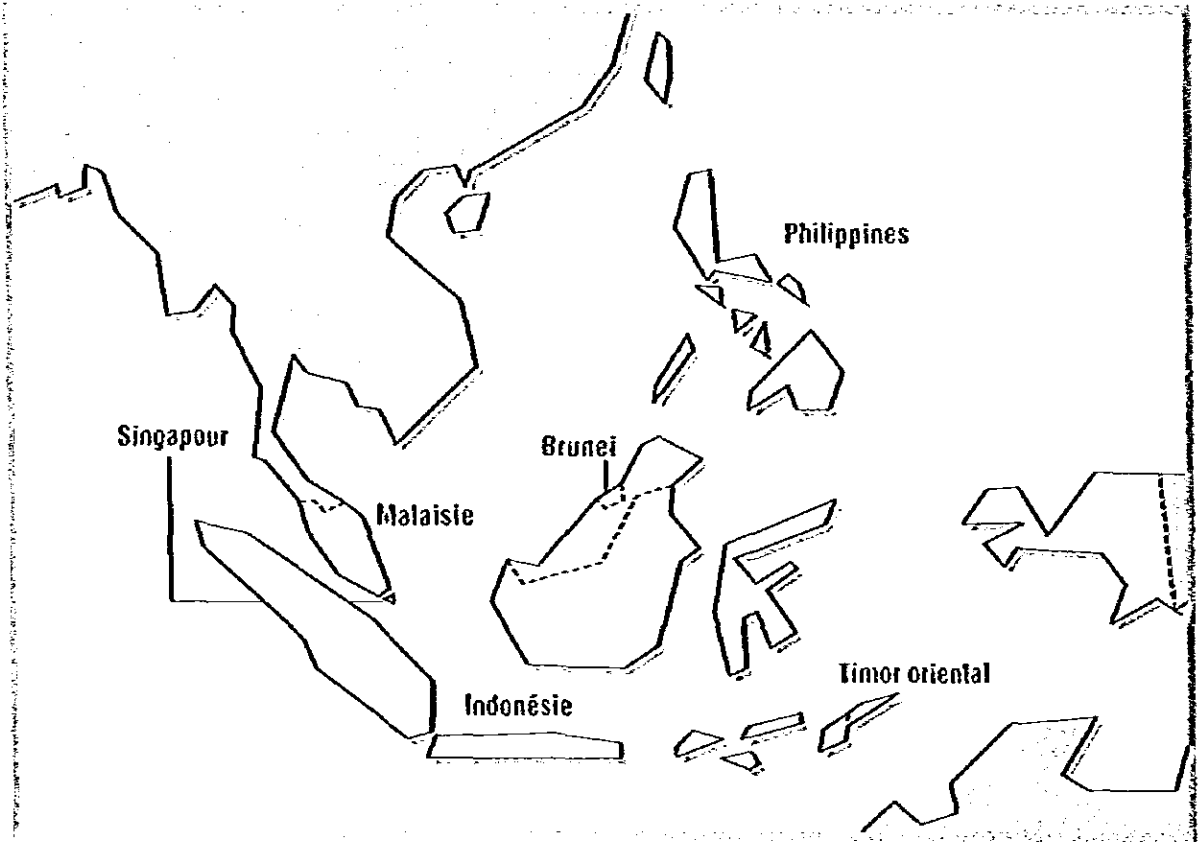 Philippines
Singapour
Brunei
Malaisie
Timor oriental
Indonésie